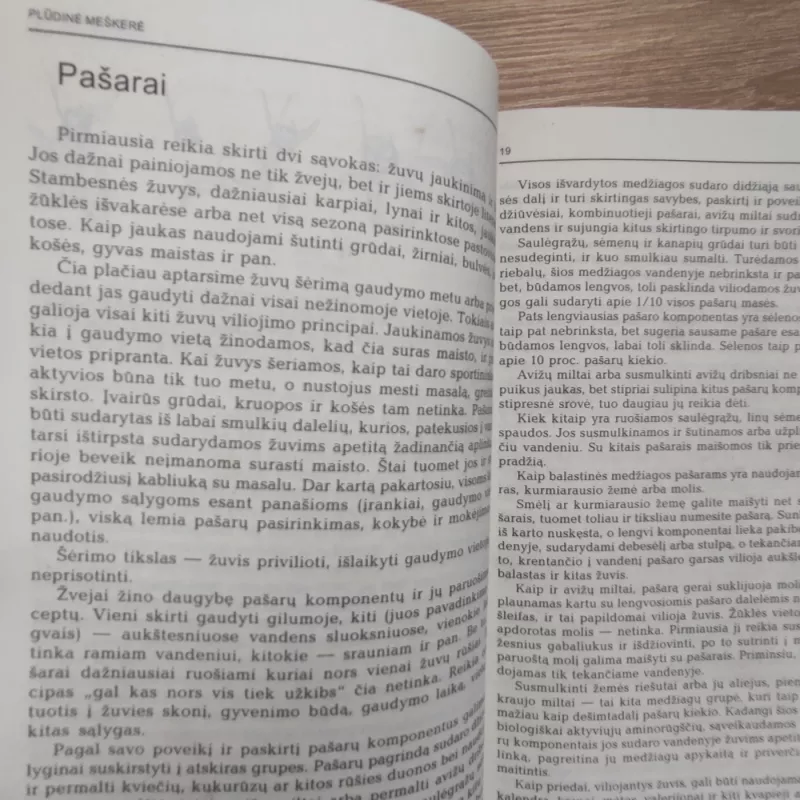 PLŪDINĖ MEŠKERĖ
Pašarai
Pirmiausia reikia skirti dvi sąvokas: žuvų jaukinimą
Jos dažnai painiojamos ne tik žvejų, bet ir jiems skirtoje
Stambesnės žuvys, dažniausiai karpiai, lynai ir kitos,
žūklės išvakarėse arba net visą sezoną pasirinktose
tose. Kaip jaukas naudojami šutinti grūdai, žirniai, bulvės,
košės, gyvas maistas ir pan.
Čia plačiau aptarsime žuvų šėrimą gaudymo metu arba
dedant jas gaudyti dažnai visai nežinomoje vietoje. Tokiais
galioja visai kiti žuvų viliojimo principai. Jaukinamos žuvys
kia į gaudymo vietą žinodamos, kad čia suras maisto, ir
vietos pripranta. Kai žuvys šeriamos, kaip tai daro
aktyvios būna tik tuo metu, o nustojus mesti masalą,
skirsto. Įvairūs grūdai, kruopos ir košės tam netinka.
būti sudarytas iš labai smulkių dalelių, kurios, patekusios į
tarsi ištirpsta sudarydamos žuvims apetitą žadinančią
rioje beveik neįmanoma surasti maisto. Štai tuomet jos ir
pasirodžiusį kabliuką su masalu. Dar kartą pakartosiu,
gaudymo sąlygoms esant panašioms (įrankiai, gaudymo
pan.), viską lemia pašarų pasirinkimas, kokybė ir
naudotis.
Šėrimo tikslas — žuvis privilioti, išlaikyti gaudymo
neprisotinti.
Žvejai žino daugybę pašarų komponentų ir jų
ceptų. Vieni skirti gaudyti gilumoje, kiti (juos
gvais) — aukštesniuose vandens sluoksniuose, vienokie
tinka ramiam vandeniui, kitokie — srauniam ir pan. Be
šarai dažniausiai ruošiami kuriai nors vienai žuvų rūšiai
cipas „gal kas nors vis tiek užkibs“ čia netinka. Reikia
tuotis į žuvies skonį, gyvenimo būdą, gaudymo laiką,
kitas sąlygas.
Pagal savo poveikį ir paskirtį pašarų komponentus
lyginai suskirstyti į atskiras grupes. Pašarų pagrindą sudaro
ir permalti kviečių, kukurūzų ar kitos rūšies duonos bei
arba permalti avižų
19
Visos išvardytos medžiagos sudaro didžiąją
sės dalį ir turi skirtingas savybes, paskirtį ir
džiūvėsiai, kombinuotieji pašarai, avižų miltai
vandens ir sujungia kitus skirtingo tirpumo ir
Saulėgrąžų, sėmenų ir kanapių grūdai turi būti
nesudeginti, ir kuo smulkiau sumalti. Turėdamos
riebalų, šios medžiagos vandenyje nebrinksta ir
bet, būdamos lengvos, toli pasklinda viliodamos
gos gali sudaryti apie 1/10 visos pašarų masės.
Pats lengviausias pašaro komponentas yra sėlenos
taip pat nebrinksta, bet sugeria sausame pašare
būdamos lengvos, labai toli sklinda. Sėlenos taip
apie 10 proc. pašarų kiekio.
Avižų miltai arba susmulkinti avižų dribsniai ne
puikus jaukas, bet stipriai sulipina kitus pašarų
stipresnė srovė, tuo daugiau jų reikia dėti.
Kiek kitaip yra ruošiamos saulėgrąžų, linų
spaudos. Jos susmulkinamos ir šutinamos arba
čiu vandeniu. Su kitais pašarais maišomos tik
pradžią.
Kaip balastinės medžiagos pašarams yra
ras, kurmiarausio žemė arba molis.
Smėlį ar kurmiarausio žemę galite maišyti net
šarais, tuomet toliau ir tiksliau numesite pašarą.
iš karto nuskęsta, o lengvi komponentai lieka
denyje, sudarydami debesėlį arba stulpą, o
to, krentančio į vandenį pašaro garsas vilioja
balastas ir kitas žuvis.
Kaip ir avižų miltai, pašarą gerai suklijuoja
plaunamas kartu su lengvosiomis pašaro dalelėmis
šleifas, ir tai papildomai vilioja žuvis. Žūklės
apdorotas molis — netinka. Pirmiausia jį reikia
žesnius gabaliukus ir išdžiovinti, po to sutrinti į
paruoštą molį galima maišyti su pašarais. Priminsiu,
dojamas tik tekančiame vandenyje.
Susmulkinti žemės riešutai arba jų aliejus,
kraujo miltai — tai kita medžiagų grupė, kuri taip
mažiau kaip dešimtadalį pašarų kiekio. Kadangi šios
biologiškai aktyviųjų aminorūgščių, sąveikaudamos
rų komponentais jos sudaro vandenyje žuvims
linką, pagreitina jų medžiagų apykaitą ir
maitintis.
Kaip priedai, viliojantys žuvis, gali būti
kalendra,